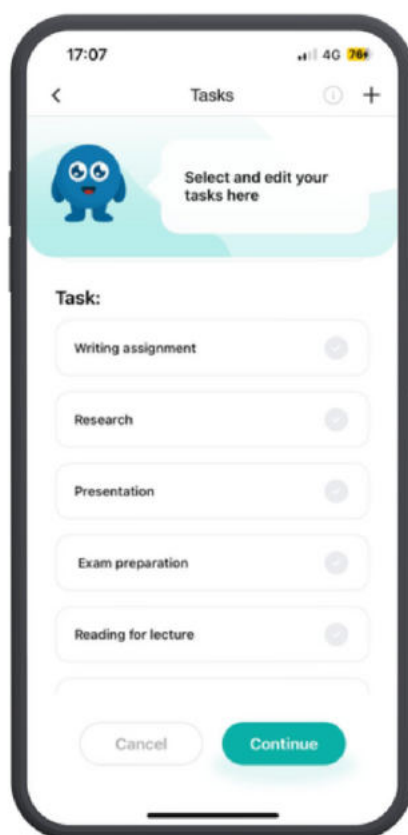 17:07
4G 76
Tasks
Select and edit your
tasks here
Task:
Writing assignment
Research
Presentation
Exam preparation
Reading for lecture
Cancel
Continue